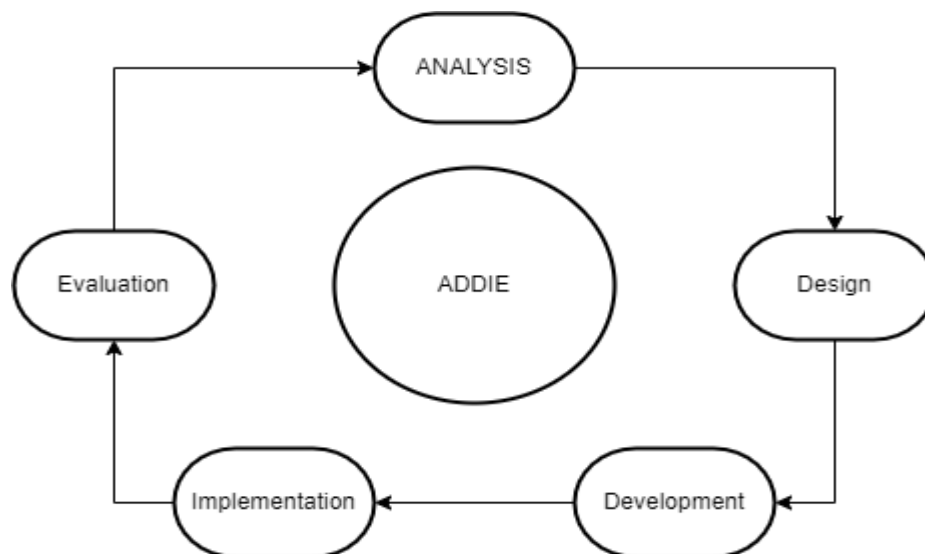 ANALYSIS
Evaluation
ADDIE
Design
Implementation
Development